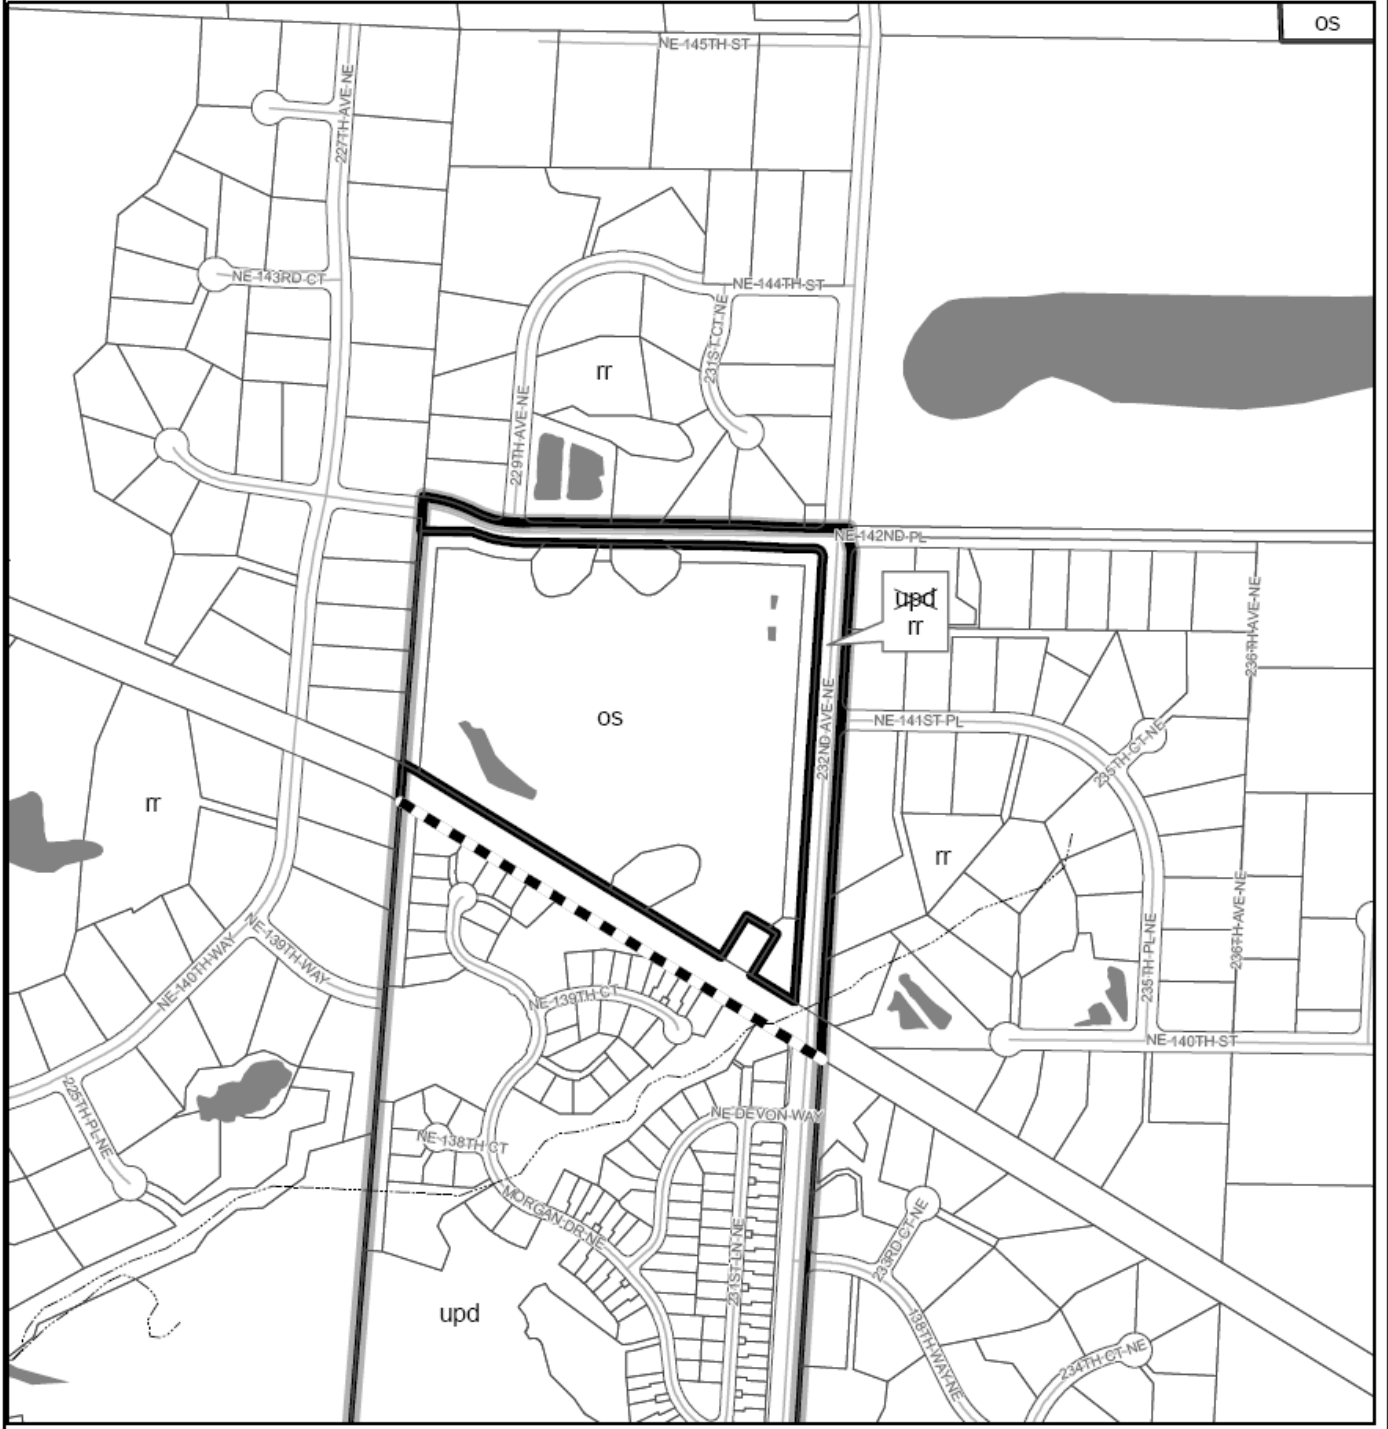 os
NE 145TH ST
227TH AVE NE
NE 143RD CT
NE 144TH ST
231ST CT NE
rr
229TH AVE NE
NE 142ND PL
upd
rr
236TH AVE NE
os
232ND AVE NE
NE 141ST PL
235TH CT NE
rr
rr
236TH AVE NE
NE 139TH WAY
NE 140TH WAY
235TH PL NE
NE 139TH CT
NE 140TH ST
225TH PL NE
NE DEVON WAY
NE 138TH CT
MORGAN DR NE
233RD CT NE
231ST LN NE
upd
138TH WAY NE
234TH CT NE